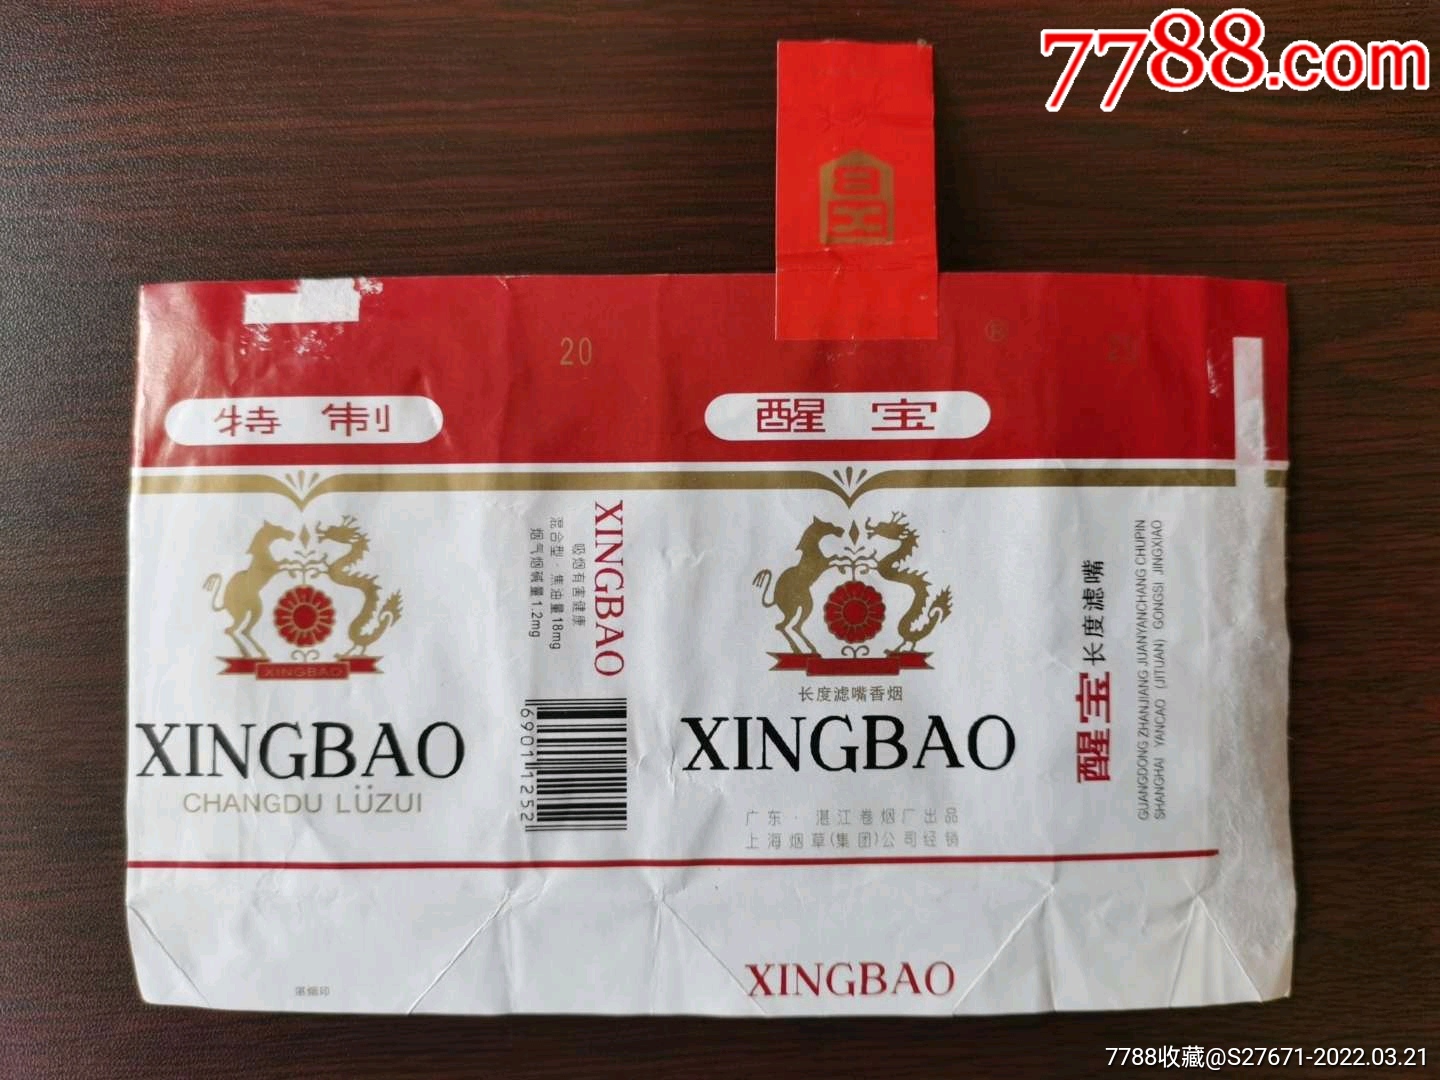 7788.com
20
®
特制
醒宝
XINGBAO
XINGBAO
CHANGDU LÜZUI
XINGBAO
吸烟有害健康
混合型·焦油量18mg
烟气烟碱量1.2mg
69011252
长度滤嘴香烟
XINGBAO
广东·湛江卷烟厂出品
上海烟草(集团)公司经销
醒宝长度滤嘴
GUANGDONG ZHANJIANG JUANYANCHANG CHUPIN
SHANGHAI YANCAO (JITUAN) GONGSI JINGXIAO
湛烟印
XINGBAO
7788收藏@S27671-2022.03.21